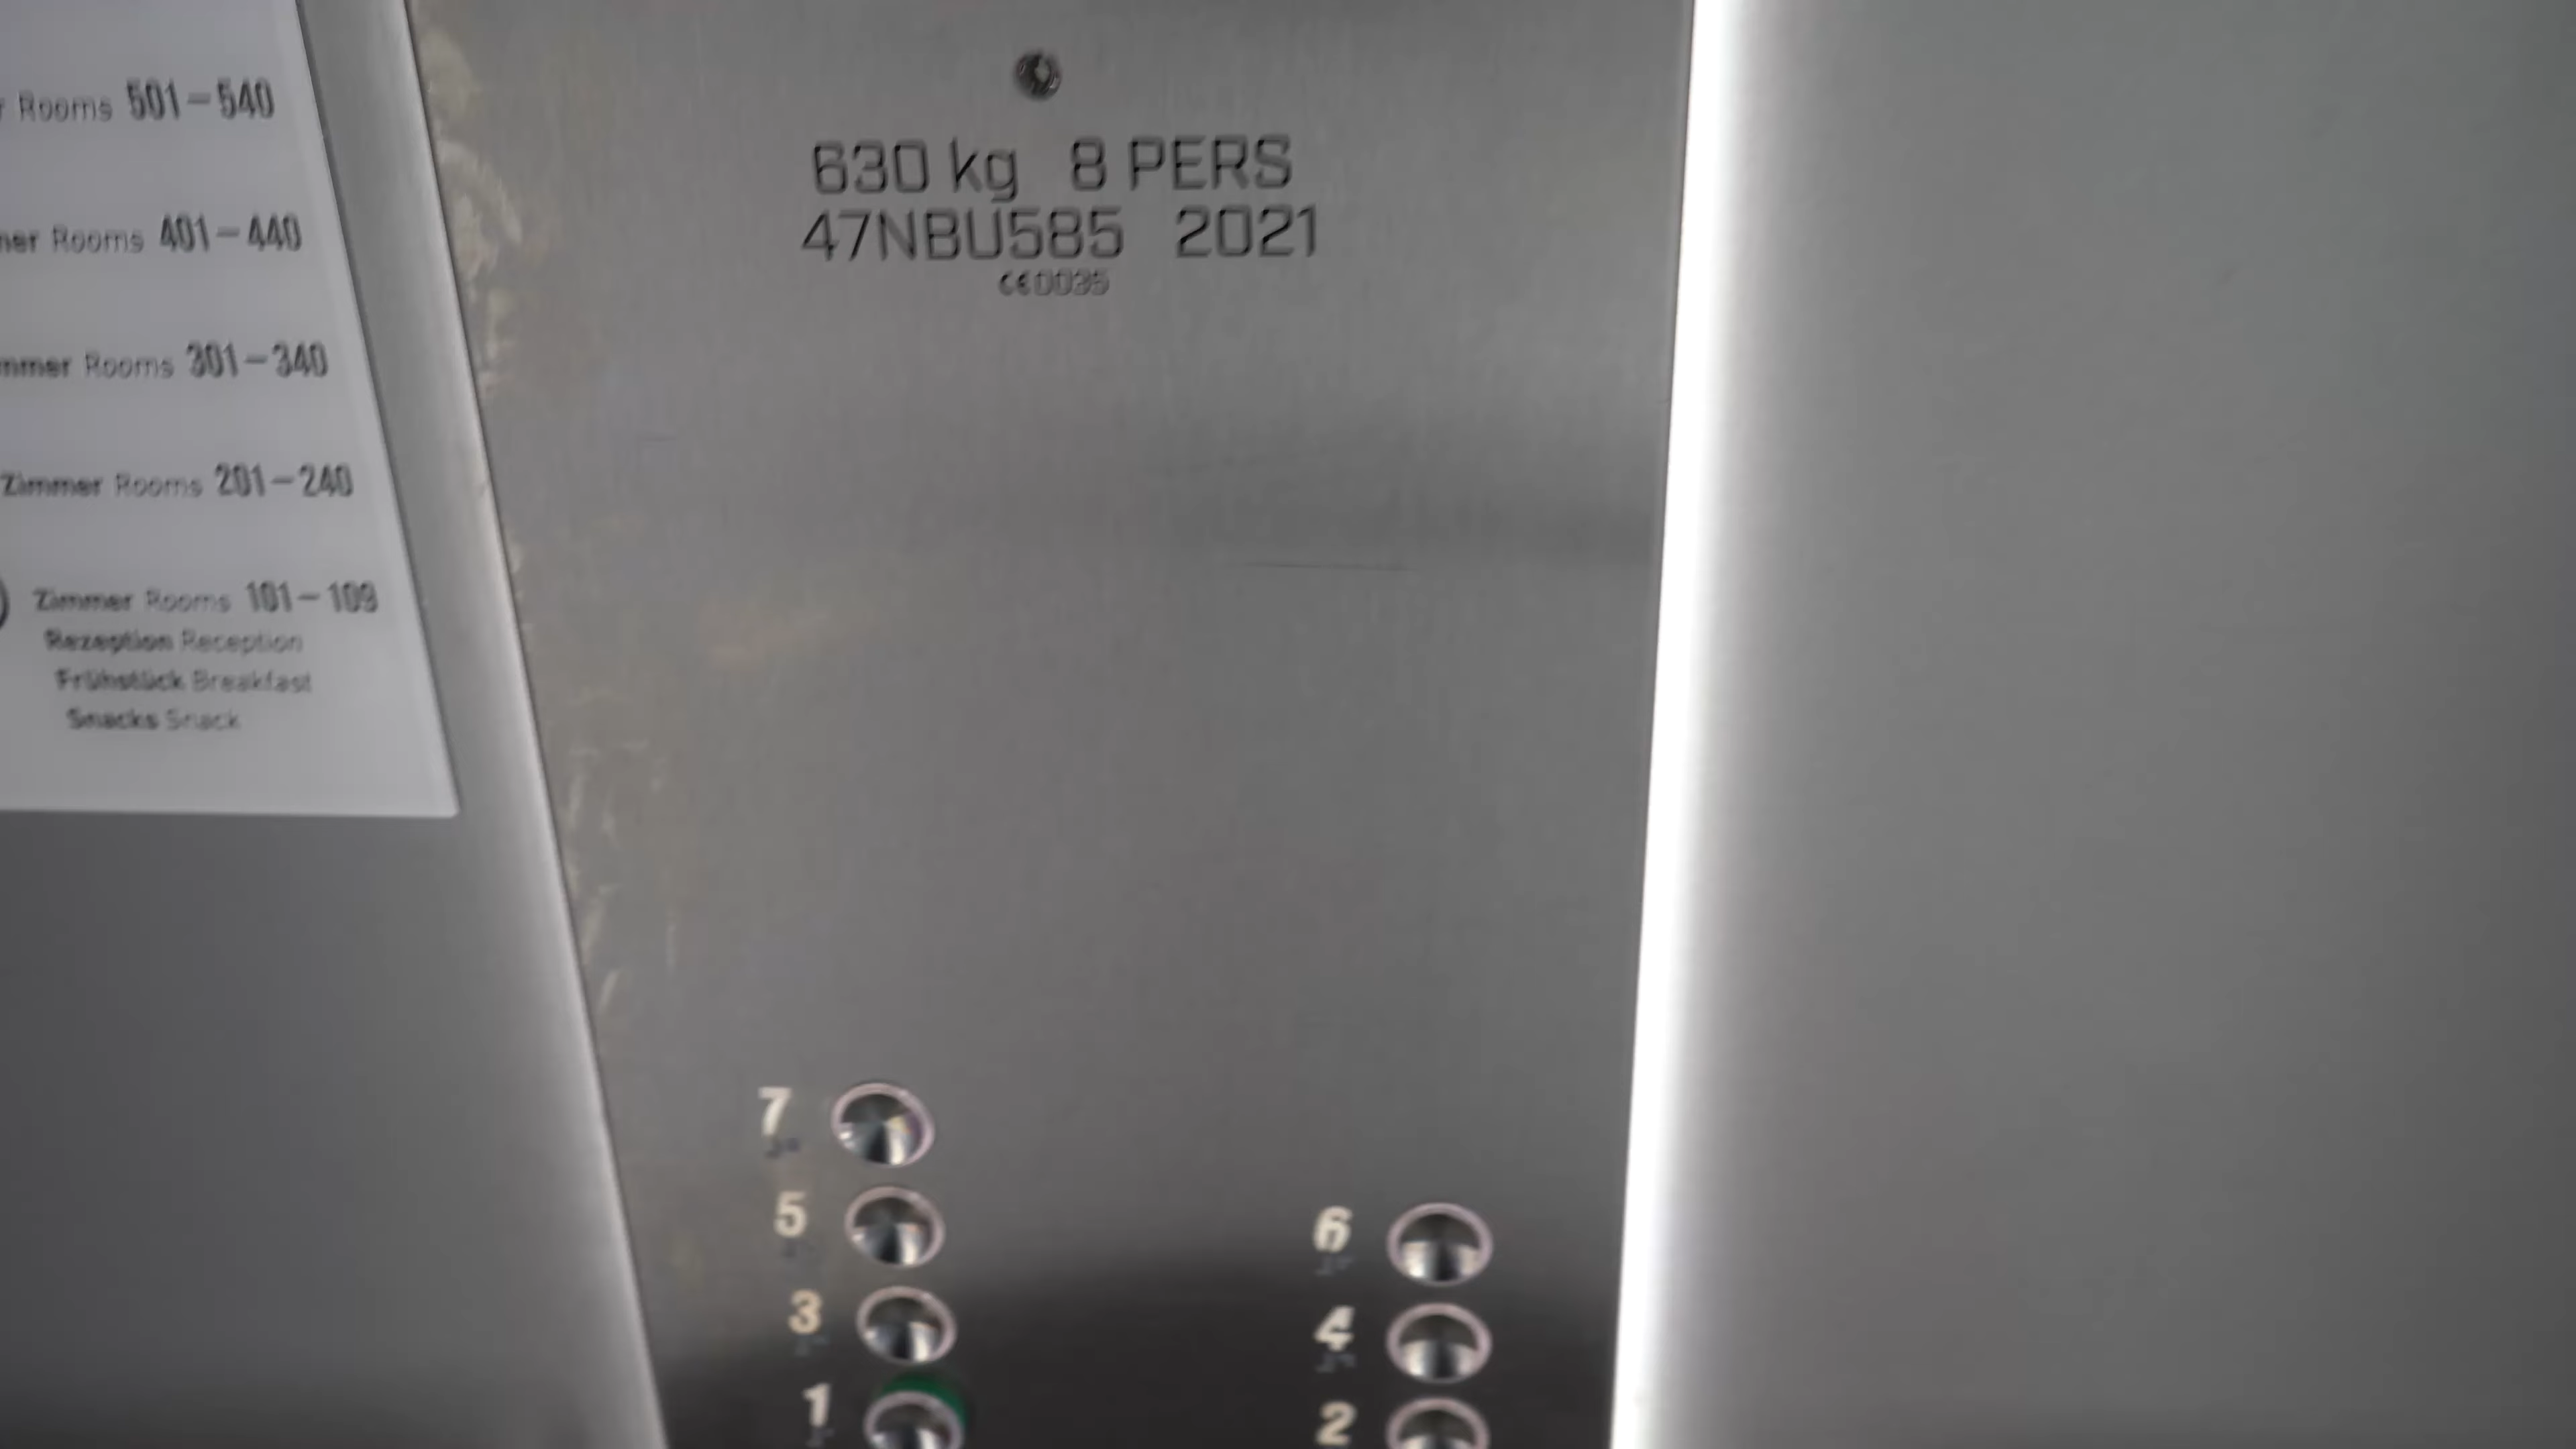 Rooms 501–540
Rooms 401–440
Rooms 301–340
Zimmer Rooms 201–240
Zimmer Rooms 101–109
Rezeption Reception
Frühstück Breakfast
Snacks Snack
630 kg 8 PERS
47NBU585 2021
CE0035
7
5
6
3
4
1
2